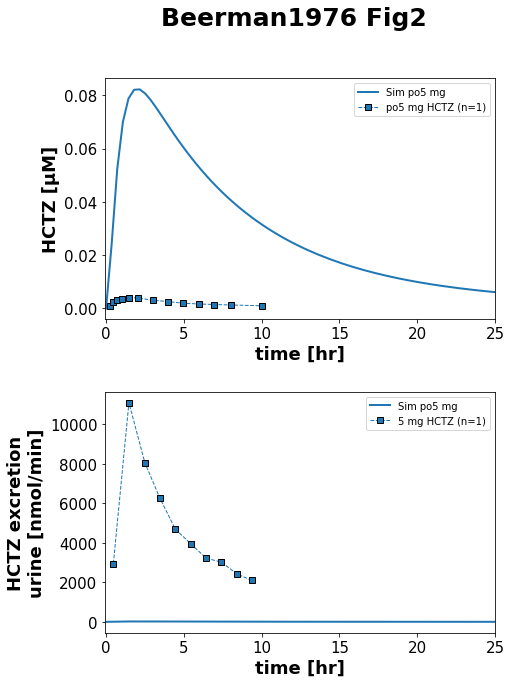 Beerman1976 Fig2
HCTZ [µM]
0.08
0.06
0.04
0.02
0.00
Sim po5 mg
po5 mg HCTZ (n=1)
0 5 10 15 20 25
time [hr]
HCTZ excretion
urine [nmol/min]
10000
8000
6000
4000
2000
0
Sim po5 mg
5 mg HCTZ (n=1)
0 5 10 15 20 25
time [hr]